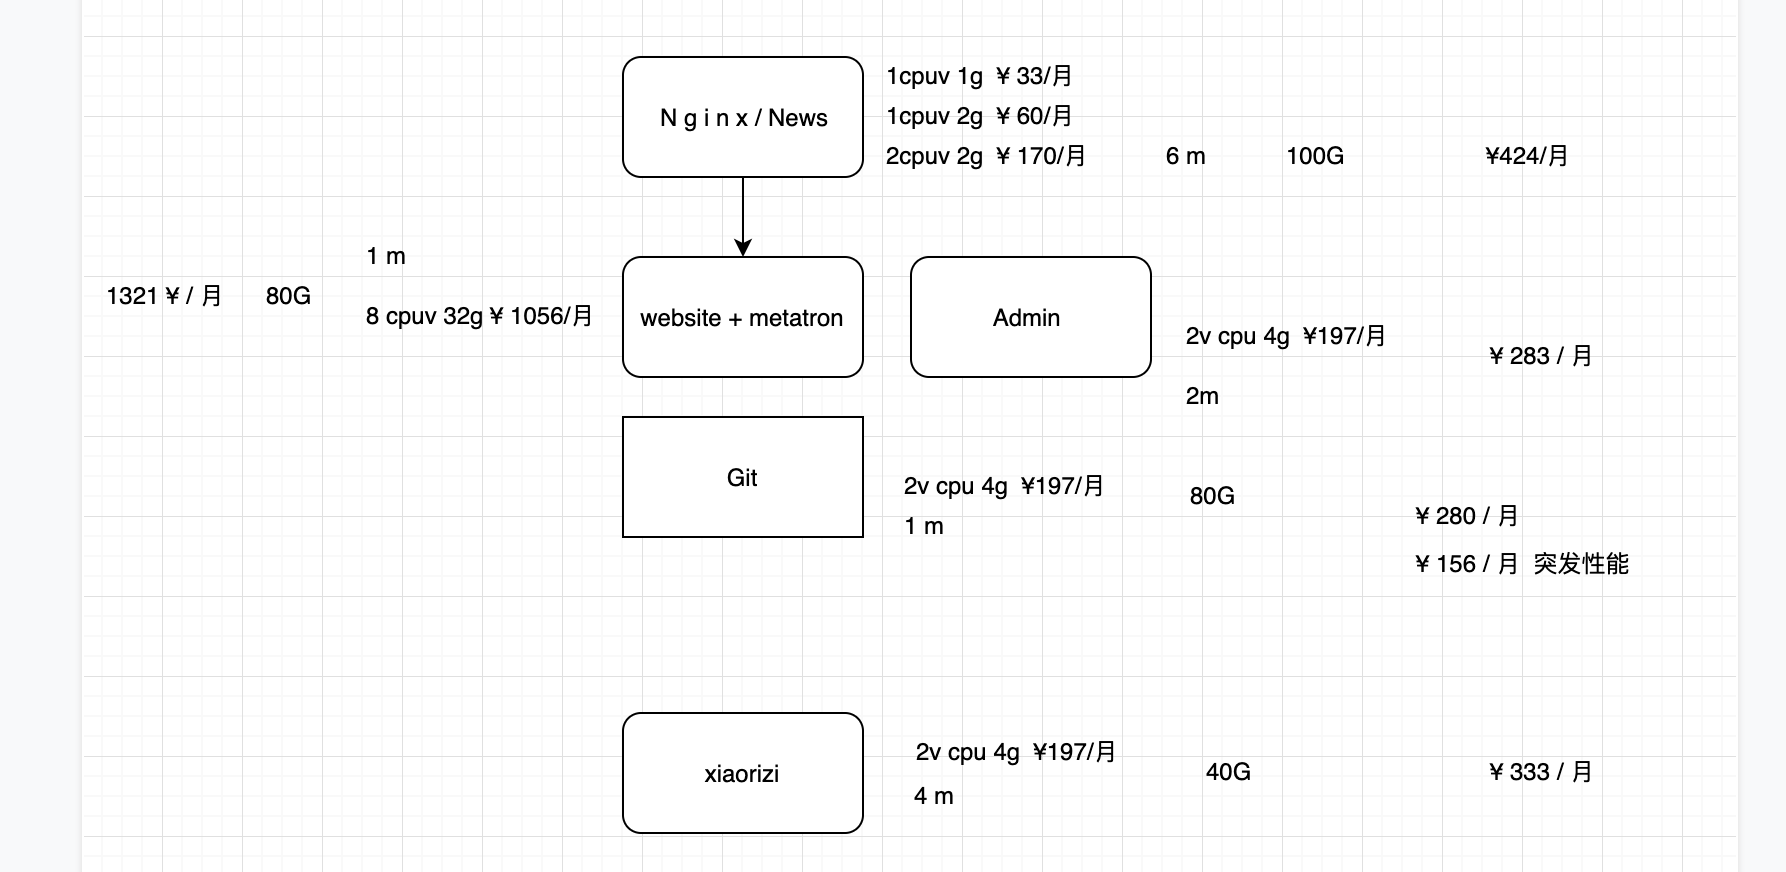 N g i n x / News
1cpuv 1g ¥ 33/月
1cpuv 2g ¥ 60/月
2cpuv 2g ¥ 170/月 6 m 100G ¥424/月
1 m
1321 ¥ / 月 80G
8 cpuv 32g ¥ 1056/月
website + metatron
Admin
2v cpu 4g ¥197/月
¥ 283 / 月
2m
Git
2v cpu 4g ¥197/月
80G
1 m
¥ 280 / 月
¥ 156 / 月 突发性能
xiaorizi
2v cpu 4g ¥197/月
40G
¥ 333 / 月
4 m